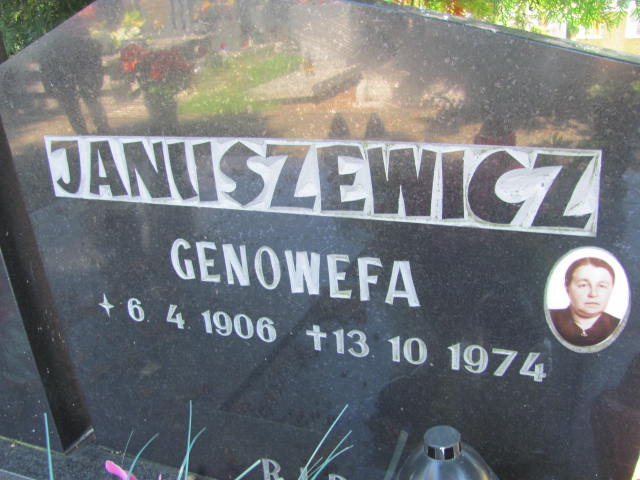 JANUSZEWICZ
GENOWEFA
6. 4. 1906 13. 10. 1974